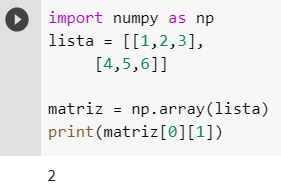 import numpy as np
lista = [[1,2,3],
[4,5,6]]
matriz = np.array(lista)
print(matriz[0][1])
2